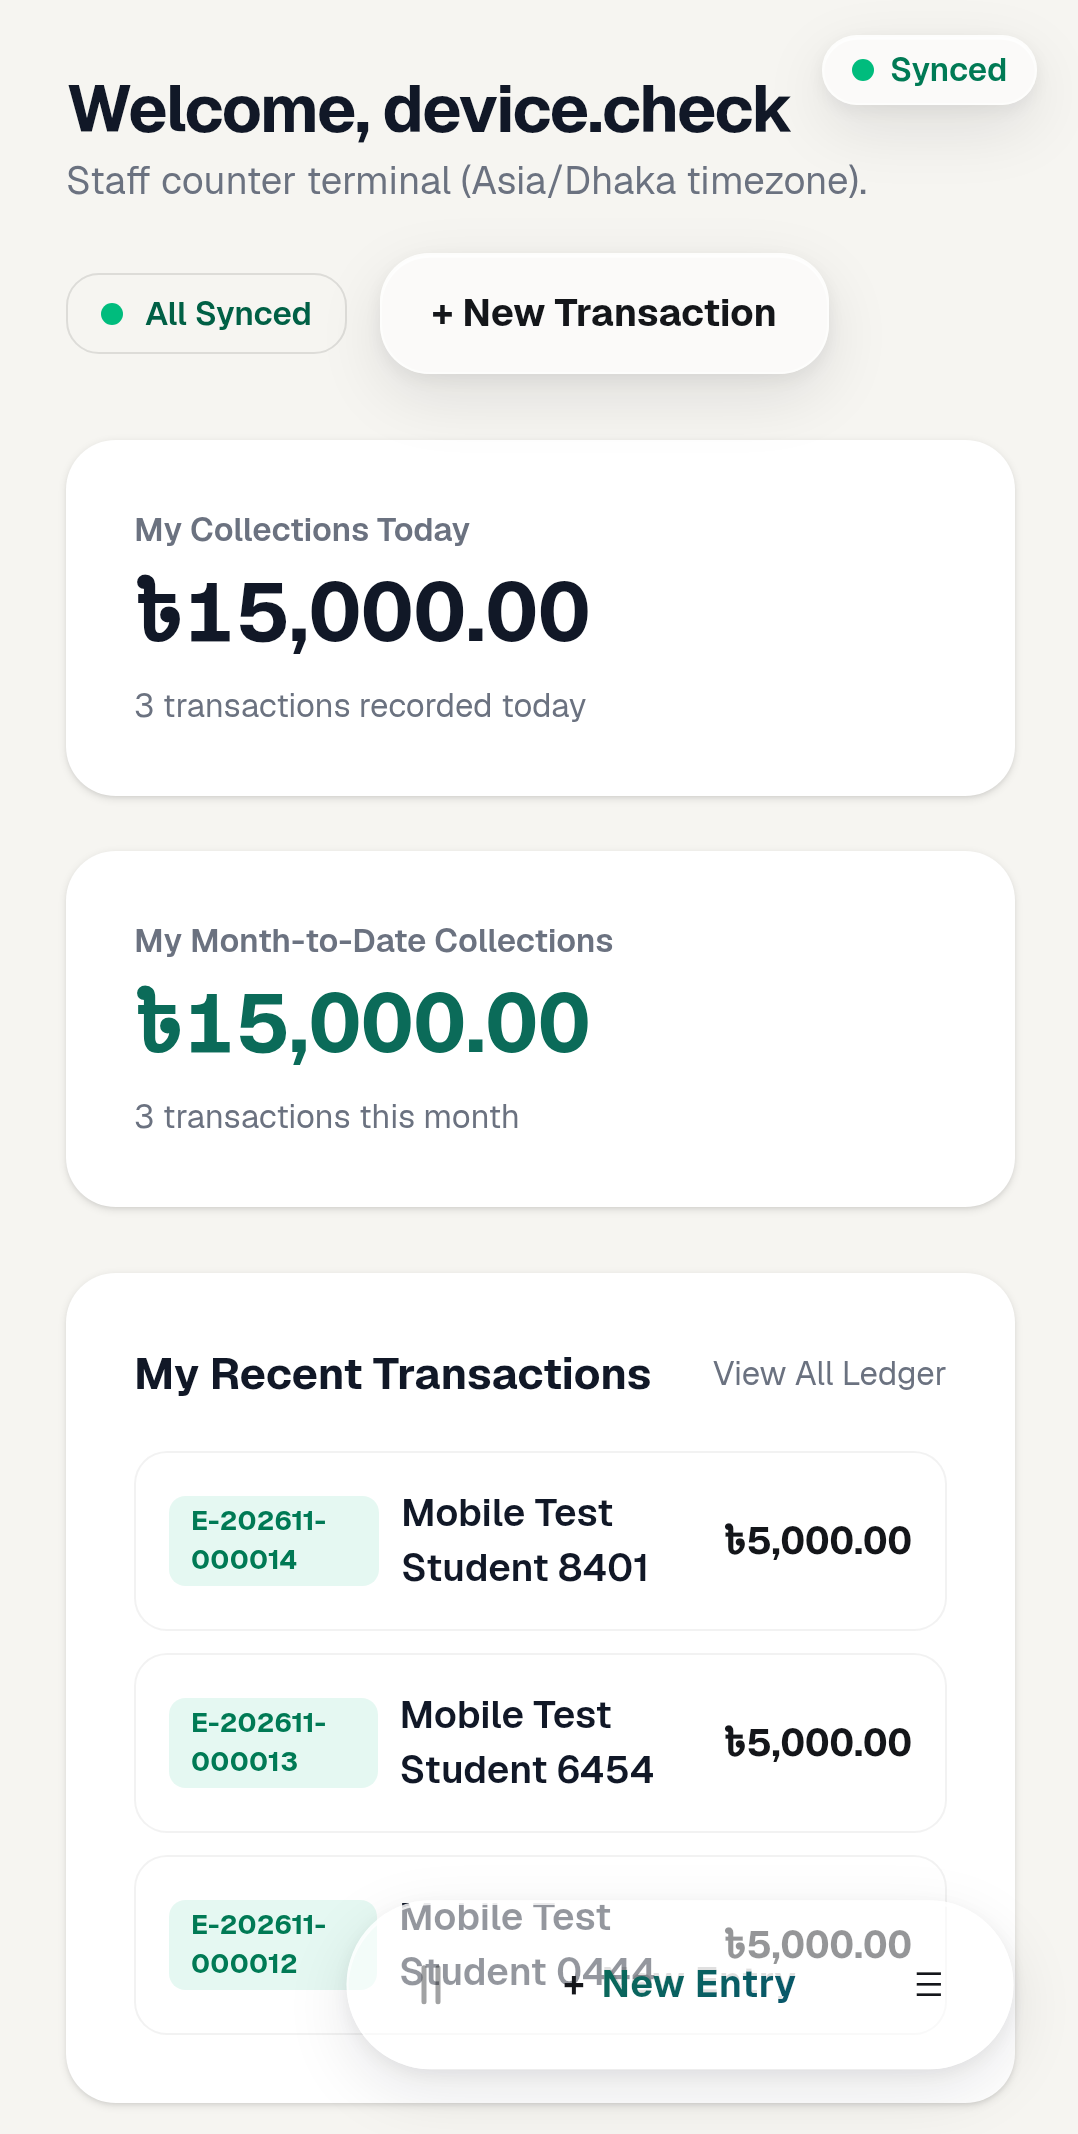 Synced
Welcome, device.check
Staff counter terminal (Asia/Dhaka timezone).
All Synced
+ New Transaction
My Collections Today
৳15,000.00
3 transactions recorded today
My Month-to-Date Collections
৳15,000.00
3 transactions this month
My Recent Transactions
View All Ledger
E-202611-
000014
Mobile Test
Student 8401
৳5,000.00
E-202611-
000013
Mobile Test
Student 6454
৳5,000.00
E-202611-
000012
Mobile Test
Student 0444
৳5,000.00
+ New Entry